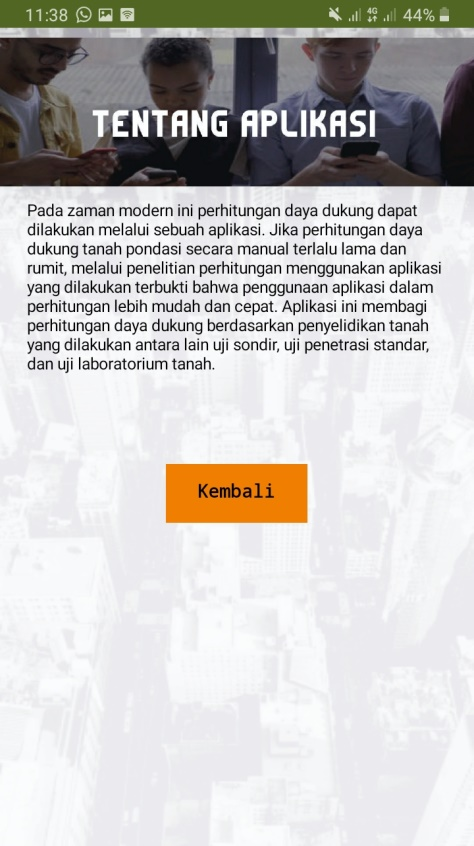 11:38 4G 44%
TENTANG APLIKASI
Pada zaman modern ini perhitungan daya dukung dapat
dilakukan melalui sebuah aplikasi. Jika perhitungan daya
dukung tanah pondasi secara manual terlalu lama dan
rumit, melalui penelitian perhitungan menggunakan aplikasi
yang dilakukan terbukti bahwa penggunaan aplikasi dalam
perhitungan lebih mudah dan cepat. Aplikasi ini membagi
perhitungan daya dukung berdasarkan penyelidikan tanah
yang dilakukan antara lain uji sondir, uji penetrasi standar,
dan uji laboratorium tanah.
Kembali